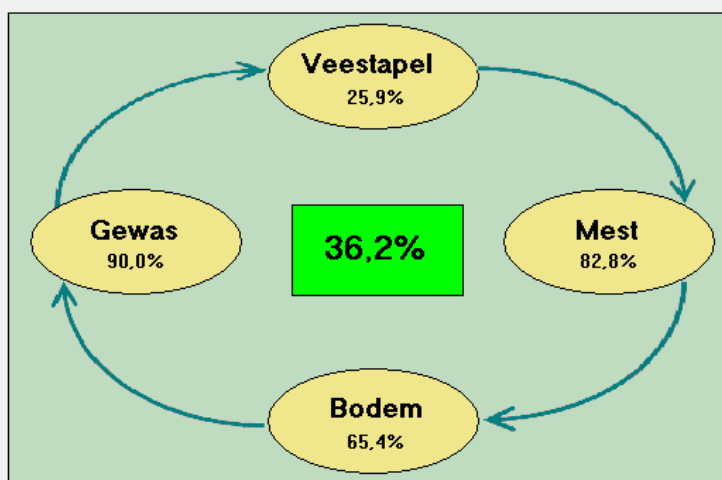 Veestapel
25,9%
Gewas
90,0%
36,2%
Mest
82,8%
Bodem
65,4%